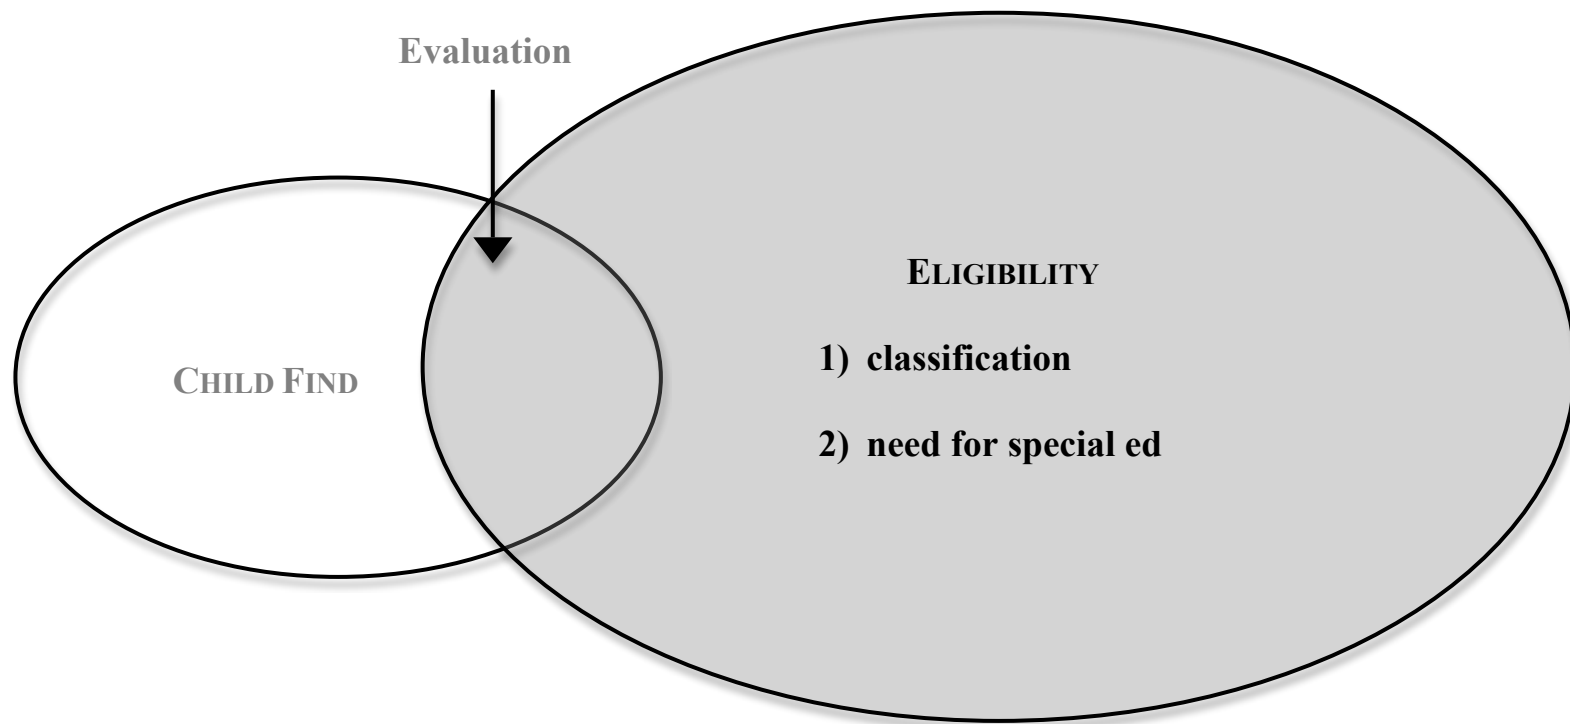 Evaluation
ELIGIBILITY
1) classification
CHILD FIND
2) need for special ed